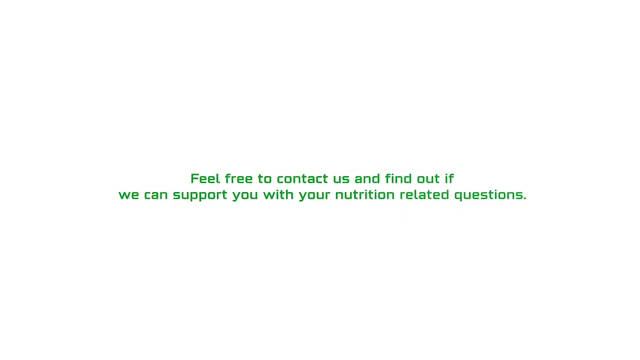 Feel free to contact us and find out if
we can support you with your nutrition related questions.